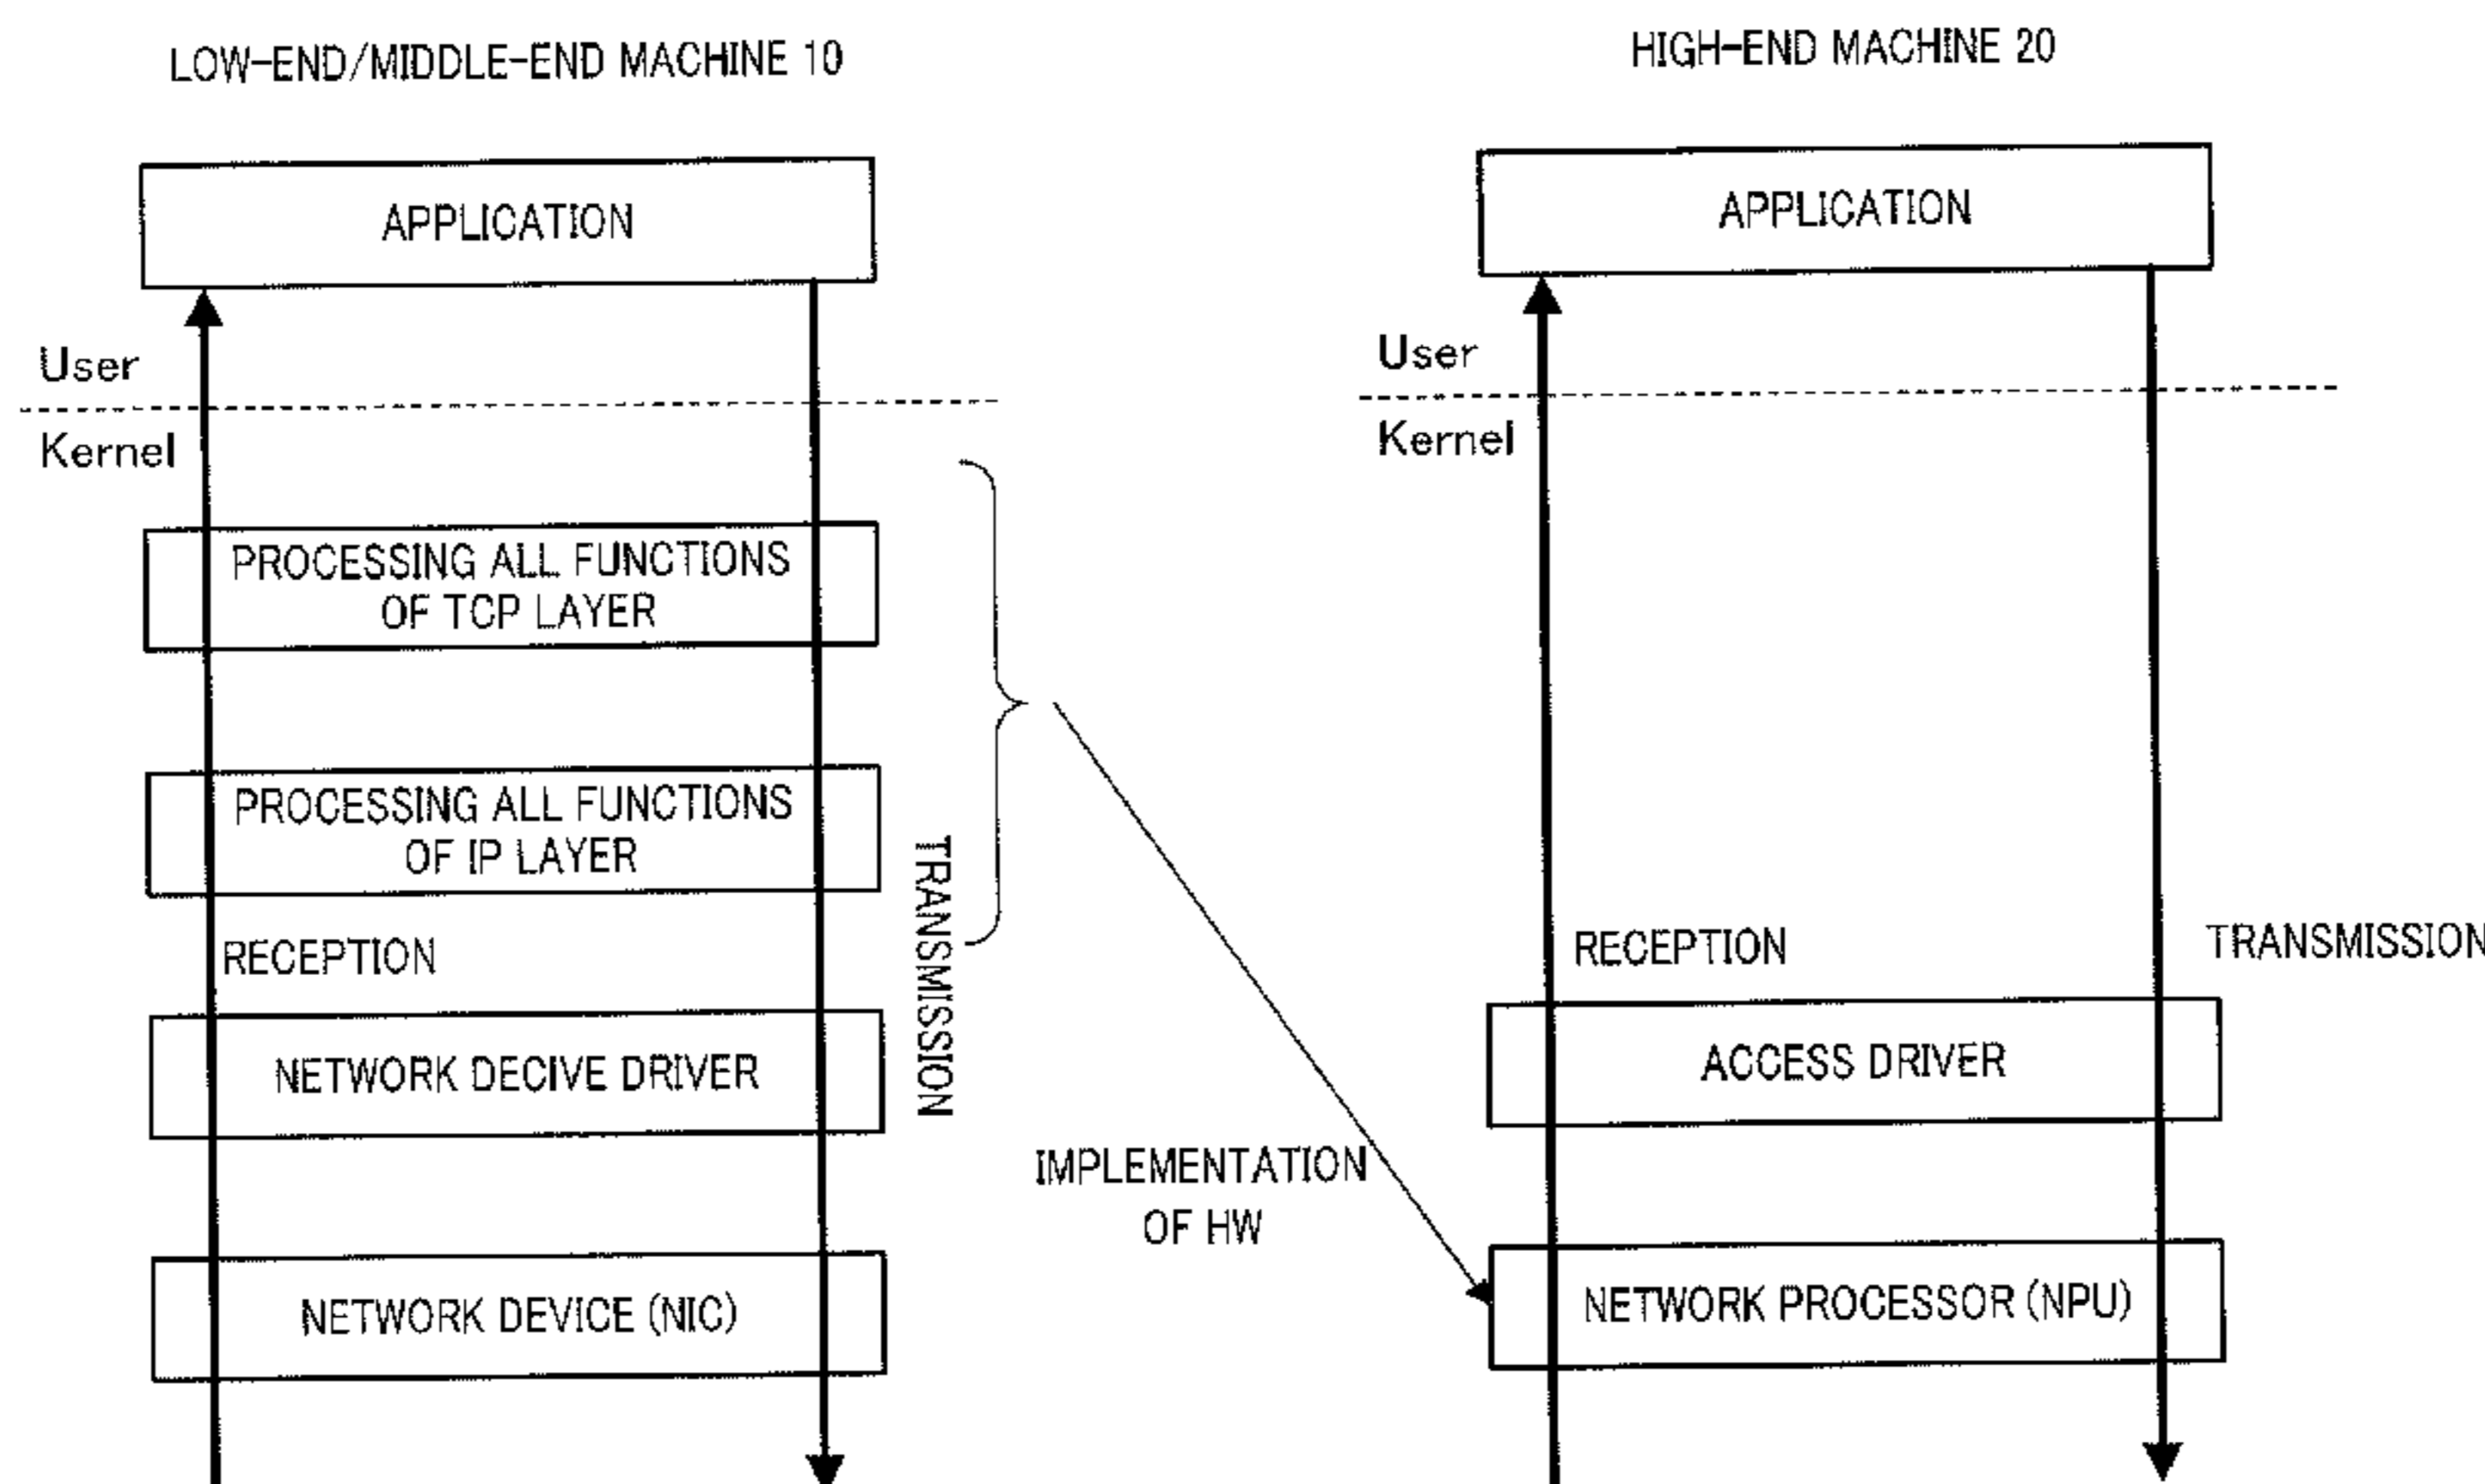 LOW-END/MIDDLE-END MACHINE 10
APPLICATION
User
Kernel
PROCESSING ALL FUNCTIONS
OF TCP LAYER
PROCESSING ALL FUNCTIONS
OF IP LAYER
RECEPTION
TRANSMISSION
NETWORK DECIVE DRIVER
NETWORK DEVICE (NIC)
IMPLEMENTATION
OF HW
HIGH-END MACHINE 20
APPLICATION
User
Kernel
RECEPTION
TRANSMISSION
ACCESS DRIVER
NETWORK PROCESSOR (NPU)